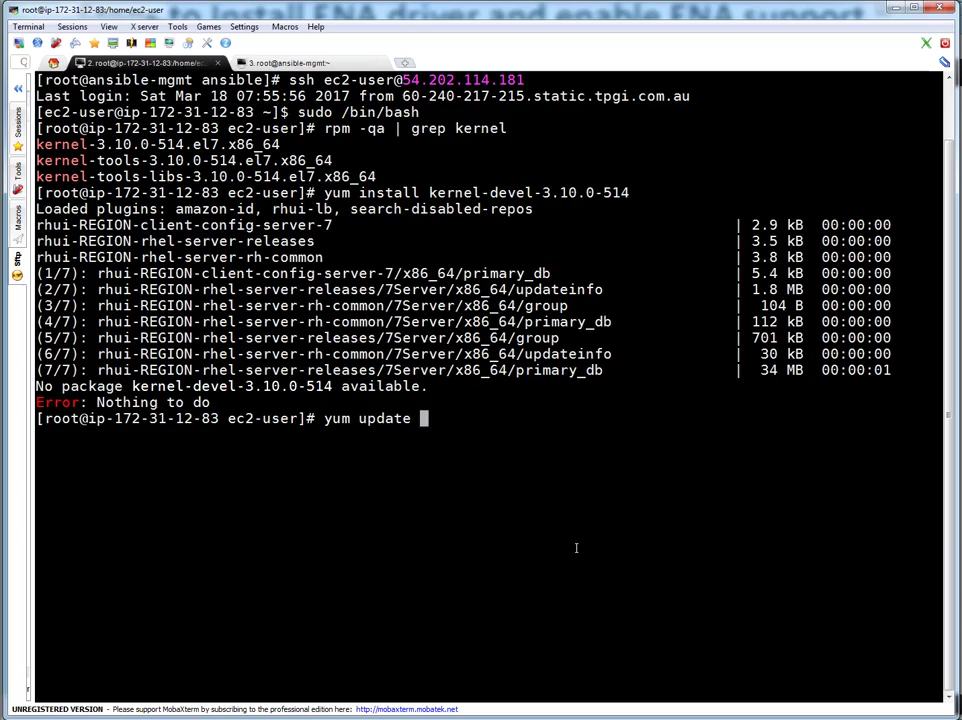 root@ip-172-31-12-83:/home/ec2-user
to Install ENA driver and enable ENA support
Terminal Sessions View X server Tools Games Settings Macros Help
2. root@ip-172-31-12-83:/home/ec 3. root@ansible-mgmt:~
[root@ansible-mgmt ansible]# ssh ec2-user@54.202.114.181
Last login: Sat Mar 18 07:55:56 2017 from 60-240-217-215.static.tpgi.com.au
[ec2-user@ip-172-31-12-83 ~]$ sudo /bin/bash
[root@ip-172-31-12-83 ec2-user]# rpm -qa | grep kernel
kernel-3.10.0-514.el7.x86_64
kernel-tools-3.10.0-514.el7.x86_64
kernel-tools-libs-3.10.0-514.el7.x86_64
[root@ip-172-31-12-83 ec2-user]# yum install kernel-devel-3.10.0-514
Loaded plugins: amazon-id, rhui-lb, search-disabled-repos
rhui-REGION-client-config-server-7 | 2.9 kB 00:00:00
rhui-REGION-rhel-server-releases | 3.5 kB 00:00:00
rhui-REGION-rhel-server-rh-common | 3.8 kB 00:00:00
(1/7): rhui-REGION-client-config-server-7/x86_64/primary_db | 5.4 kB 00:00:00
(2/7): rhui-REGION-rhel-server-releases/7Server/x86_64/updateinfo | 1.8 MB 00:00:00
(3/7): rhui-REGION-rhel-server-rh-common/7Server/x86_64/group | 104 B 00:00:00
(4/7): rhui-REGION-rhel-server-rh-common/7Server/x86_64/primary_db | 112 kB 00:00:00
(5/7): rhui-REGION-rhel-server-releases/7Server/x86_64/group | 701 kB 00:00:00
(6/7): rhui-REGION-rhel-server-rh-common/7Server/x86_64/updateinfo | 30 kB 00:00:00
(7/7): rhui-REGION-rhel-server-releases/7Server/x86_64/primary_db | 34 MB 00:00:01
No package kernel-devel-3.10.0-514 available.
Error: Nothing to do
[root@ip-172-31-12-83 ec2-user]# yum update
Sessions
Tools
Macros
Sftp
UNREGISTERED VERSION - Please support MobaXterm by subscribing to the professional edition here: http://mobaxterm.mobatek.net